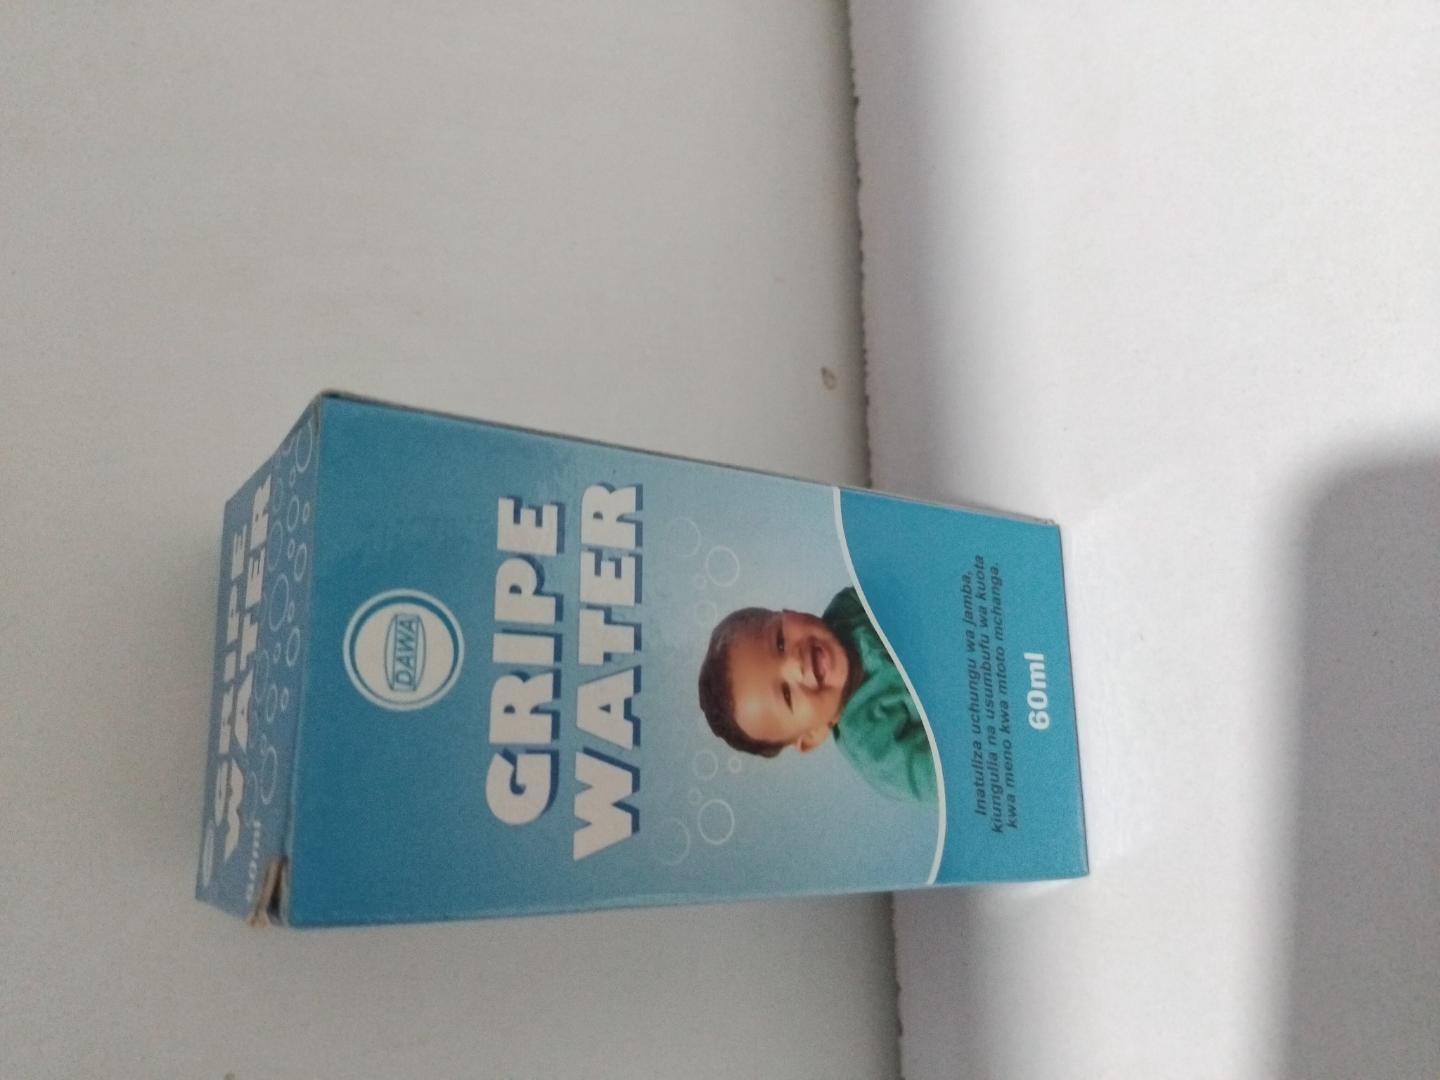 DAWA
GRIPE
WATER
Inatuliza uchungu wa jamba,
kiungulia na usumbufu wa kuota
kwa meno kwa mtoto mchanga.
60ml
GRIPE
WATER
60ml